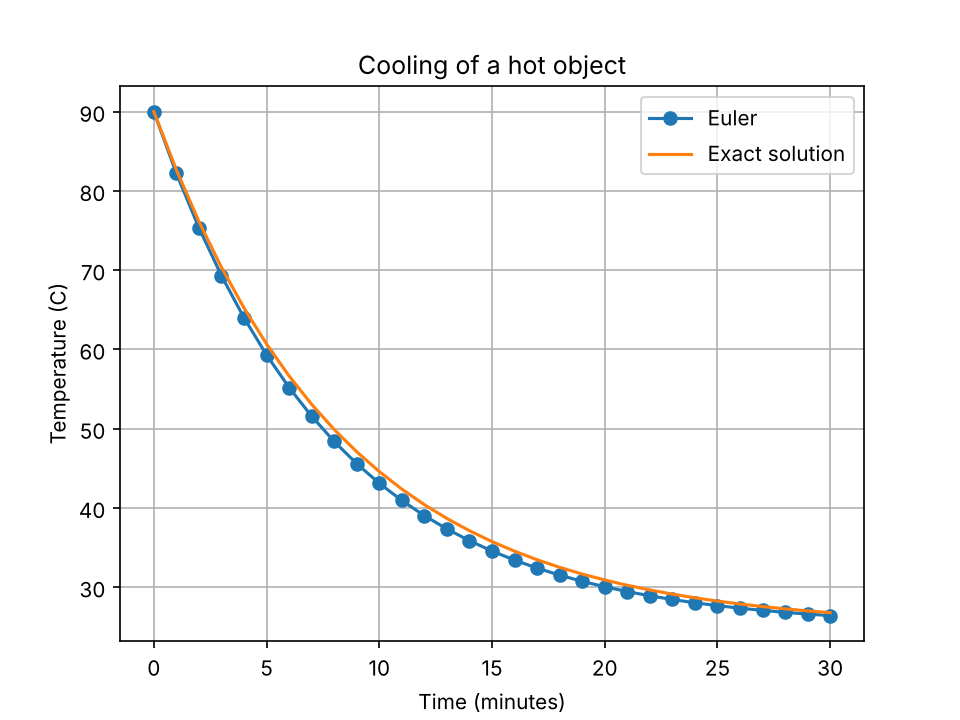 Cooling of a hot object
Euler
Exact solution
90
80
70
60
50
40
30
Temperature (C)
0 5 10 15 20 25 30
Time (minutes)